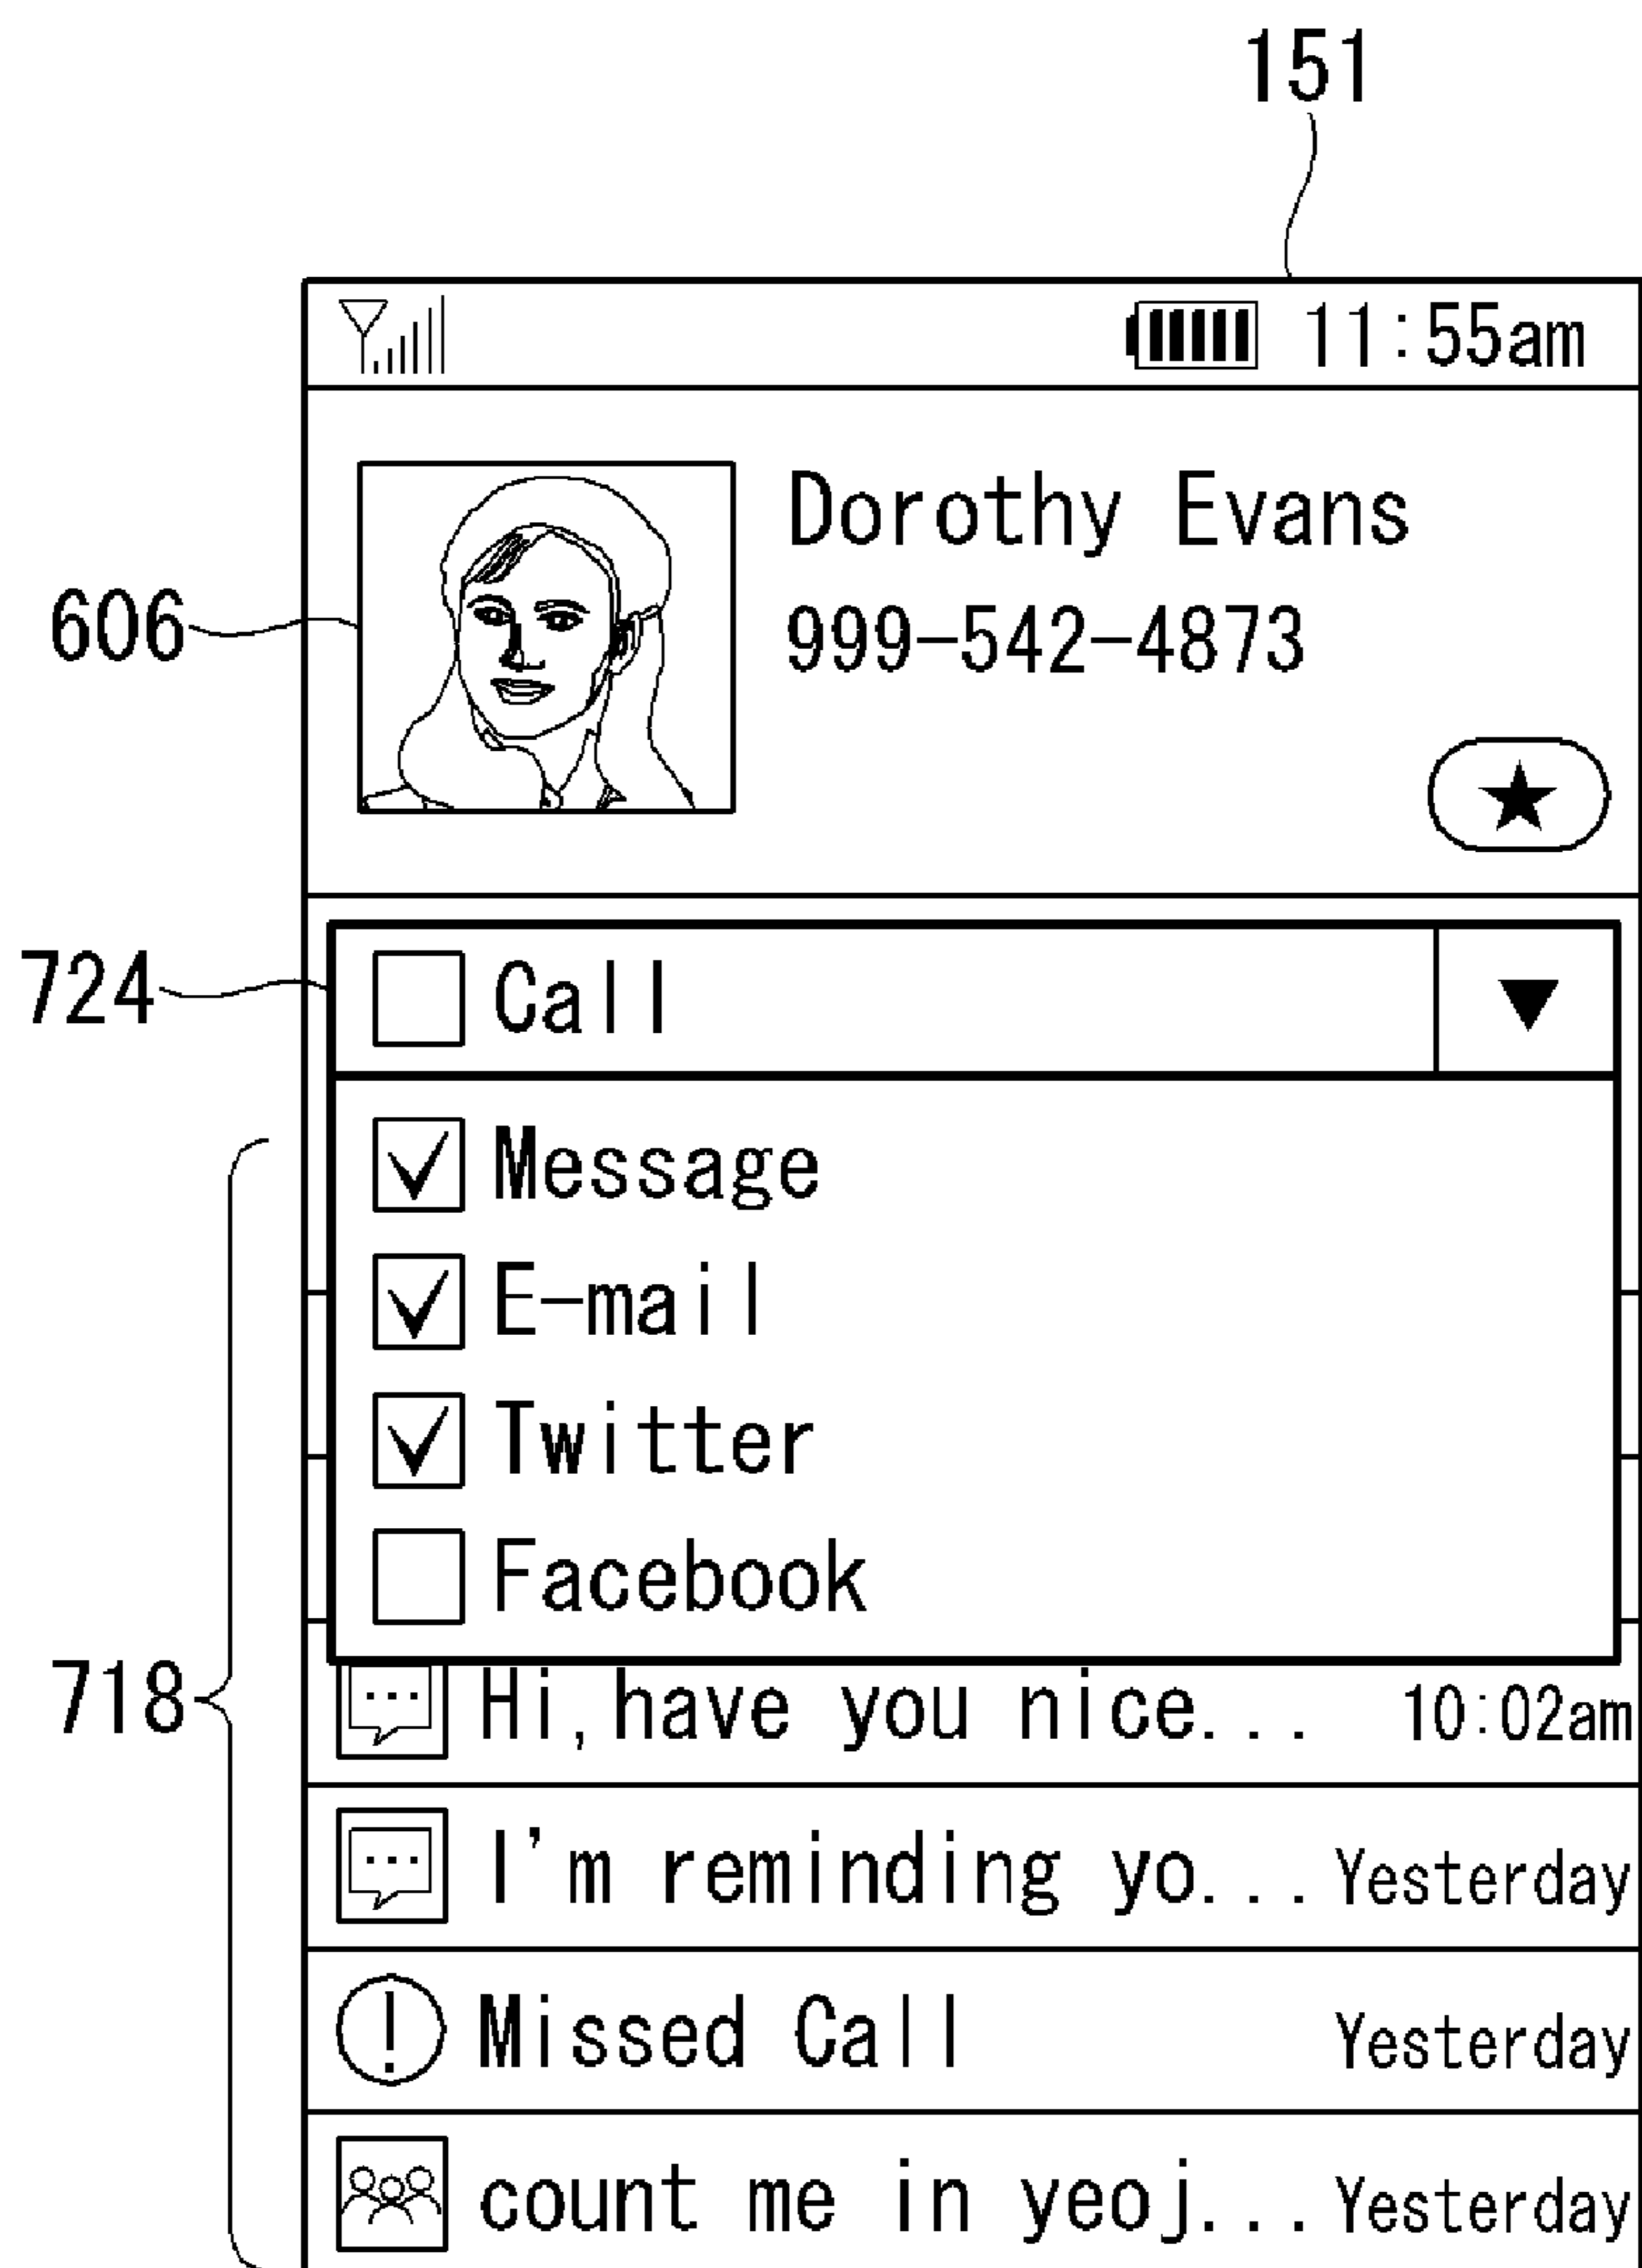 151
11:55am
Dorothy Evans
606
999-542-4873
724
Call
Message
E-mail
Twitter
Facebook
718
Hi,have you nice... 10:02am
I'm reminding yo... Yesterday
Missed Call Yesterday
count me in yeoj... Yesterday